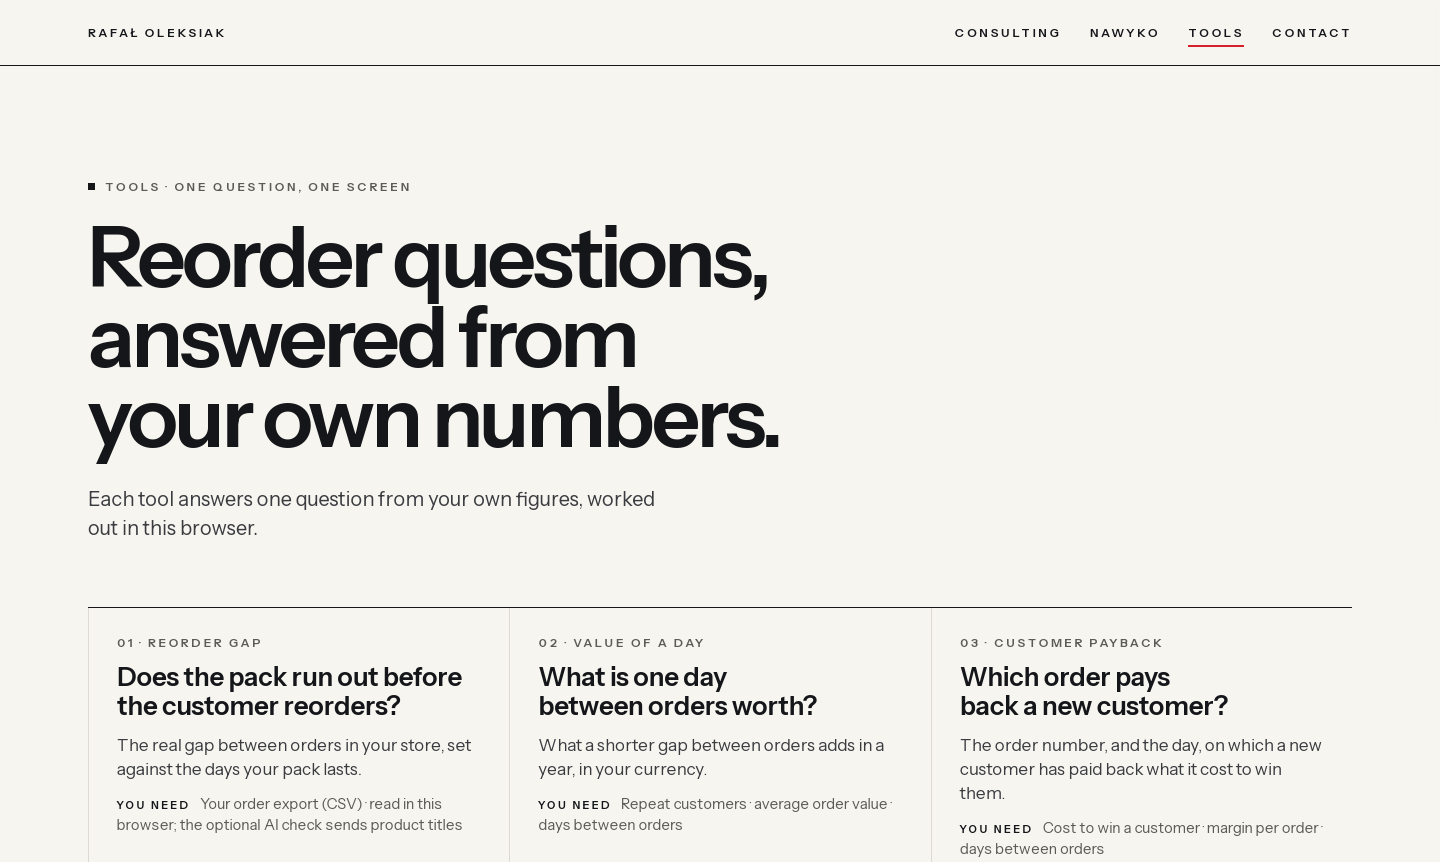 RAFAŁ OLEKSIAK
CONSULTING NAWYKO TOOLS CONTACT
TOOLS · ONE QUESTION, ONE SCREEN
Reorder questions,
answered from
your own numbers.
Each tool answers one question from your own figures, worked
out in this browser.
01 · REORDER GAP
Does the pack run out before
the customer reorders?
The real gap between orders in your store, set
against the days your pack lasts.
YOU NEED Your order export (CSV) · read in this
browser; the optional AI check sends product titles
02 · VALUE OF A DAY
What is one day
between orders worth?
What a shorter gap between orders adds in a
year, in your currency.
YOU NEED Repeat customers · average order value ·
days between orders
03 · CUSTOMER PAYBACK
Which order pays
back a new customer?
The order number, and the day, on which a new
customer has paid back what it cost to win
them.
YOU NEED Cost to win a customer · margin per order ·
days between orders